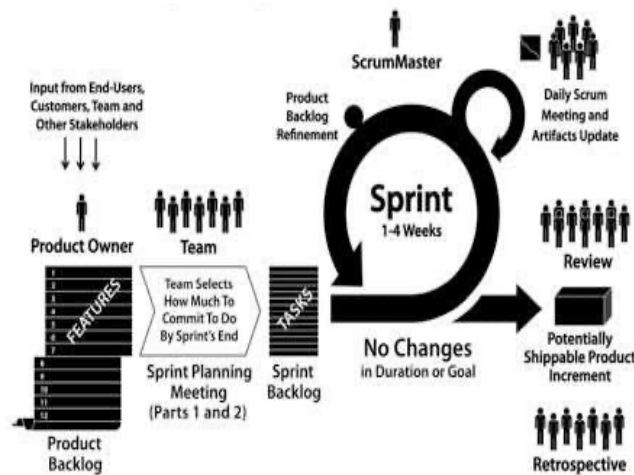 Input from End-Users,
Customers, Team and
Other Stakeholders
Product Owner
Team
1
2
3
4
5
6
7
8
9
10
11
12
FEATURES
Product
Backlog
Team Selects
How Much To
Commit To Do
By Sprint's End
Sprint Planning
Meeting
(Parts 1 and 2)
TASKS
Sprint
Backlog
ScrumMaster
Product
Backlog
Refinement
Sprint
1-4 Weeks
No Changes
in Duration or Goal
Daily Scrum
Meeting and
Artifacts Update
Review
Potentially
Shippable Product
Increment
Retrospective